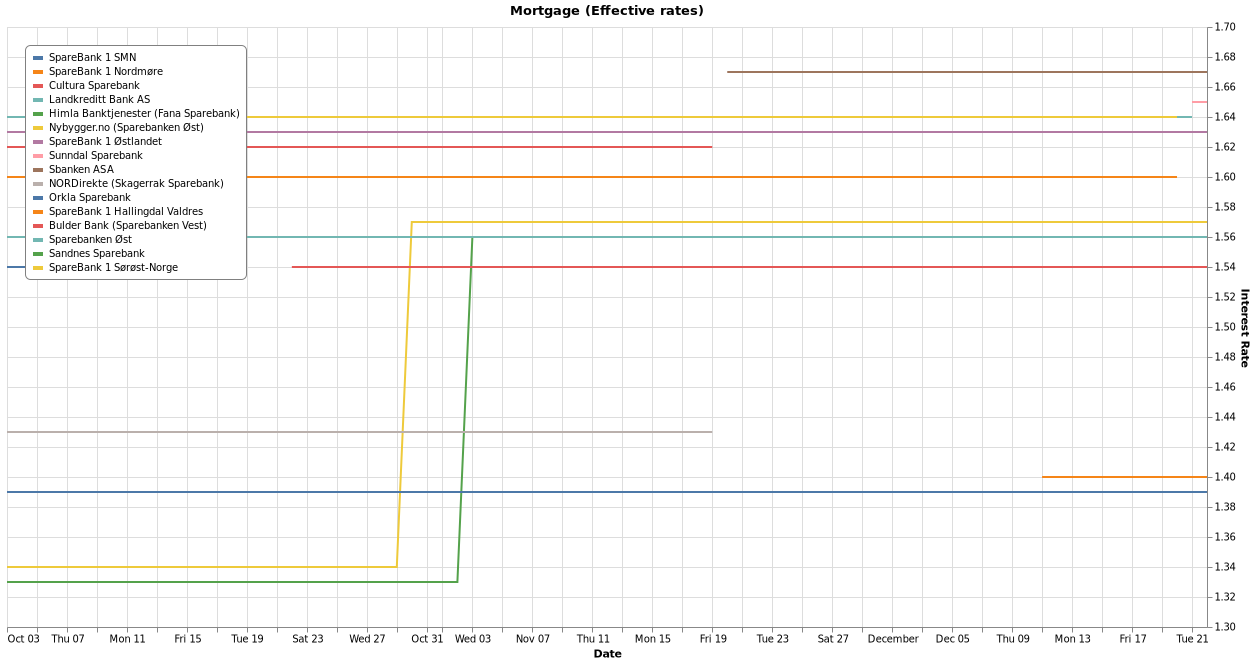 Mortgage (Effective rates)
SpareBank 1 SMN
SpareBank 1 Nordmøre
Cultura Sparebank
Landkreditt Bank AS
Himla Banktjenester (Fana Sparebank)
Nybygger.no (Sparebanken Øst)
SpareBank 1 Østlandet
Sunndal Sparebank
Sbanken ASA
NORDirekte (Skagerrak Sparebank)
Orkla Sparebank
SpareBank 1 Hallingdal Valdres
Bulder Bank (Sparebanken Vest)
Sparebanken Øst
Sandnes Sparebank
SpareBank 1 Sørøst-Norge
1.70
1.68
1.66
1.64
1.62
1.60
1.58
1.56
1.54
1.52
1.50
1.48
1.46
1.44
1.42
1.40
1.38
1.36
1.34
1.32
1.30
Interest Rate
Oct 03 Thu 07 Mon 11 Fri 15 Tue 19 Sat 23 Wed 27 Oct 31 Wed 03 Nov 07 Thu 11 Mon 15 Fri 19 Tue 23 Sat 27 December Dec 05 Thu 09 Mon 13 Fri 17 Tue 21
Date